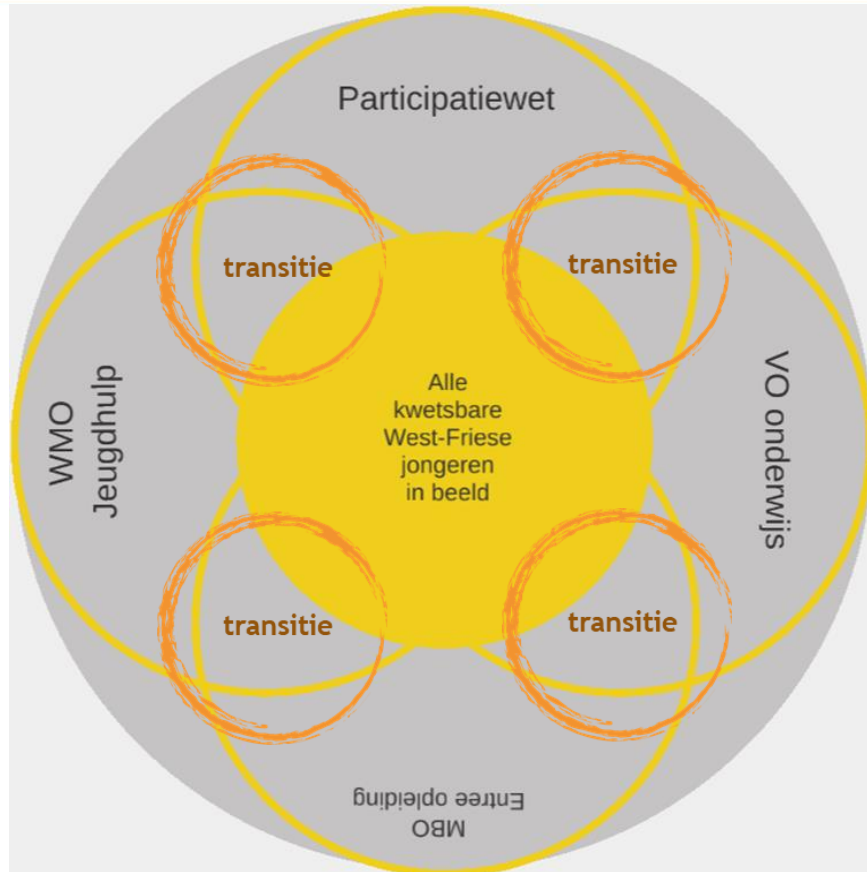 Participatiewet
transitie
transitie
WMO
Jeugdhulp
Alle
kwetsbare
West-Friese
jongeren
in beeld
VO onderwijs
transitie
transitie
MBO
Entree opleiding